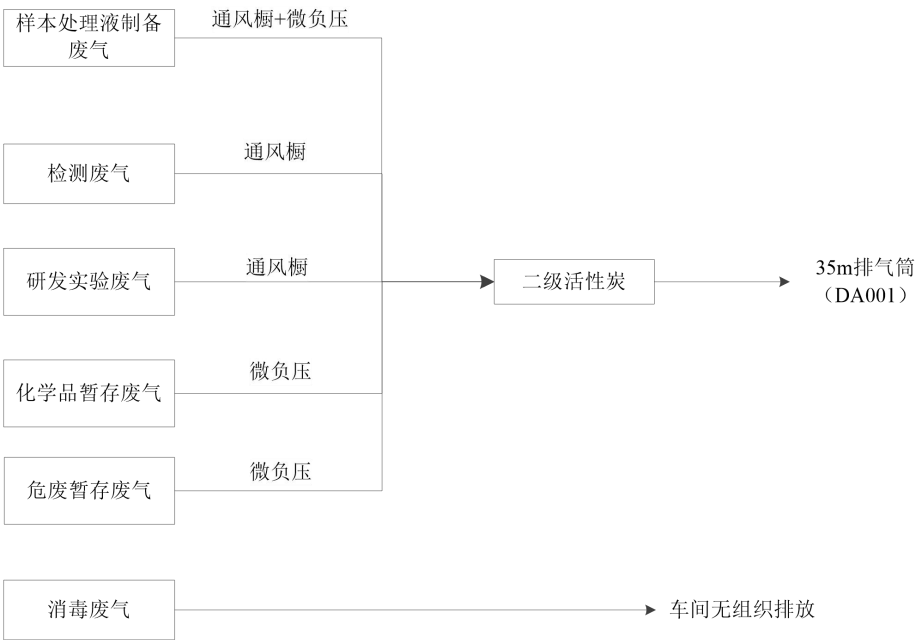 样本处理液制备
废气
通风橱+微负压
检测废气
通风橱
研发实验废气
通风橱
二级活性炭
35m排气筒
（DA001）
化学品暂存废气
微负压
危废暂存废气
微负压
消毒废气
车间无组织排放